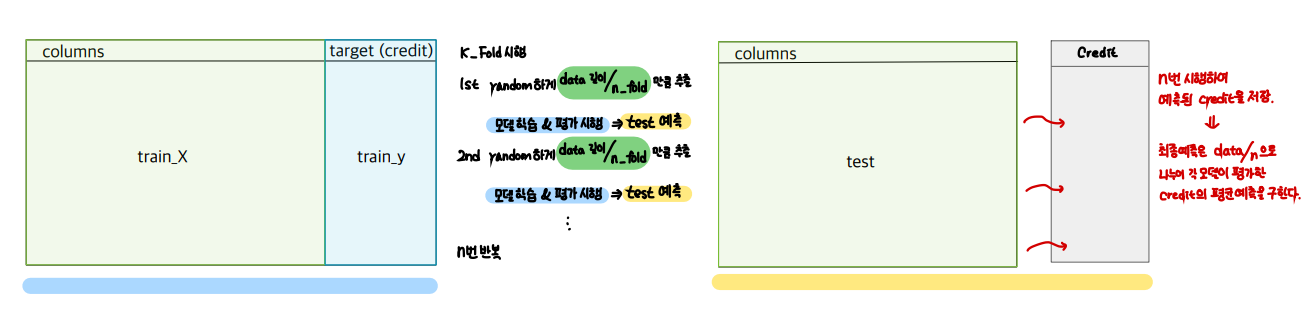 columns
target (credit)
train_X
train_y
K_Fold 시행
1st random하게 data 길이/n_fold 만큼 추출
모델 학습 & 평가 시행 ⇒ test 예측
2nd random하게 data 길이/n_fold 만큼 추출
모델 학습 & 평가 시행 ⇒ test 예측
⋮
n번 반복
columns
test
Credit
n번 시행하여
예측된 credit을 저장.
⇓
최종예측은 data/n으로
나누어 각 모델이 평가한
Credit의 평균예측을 구한다.